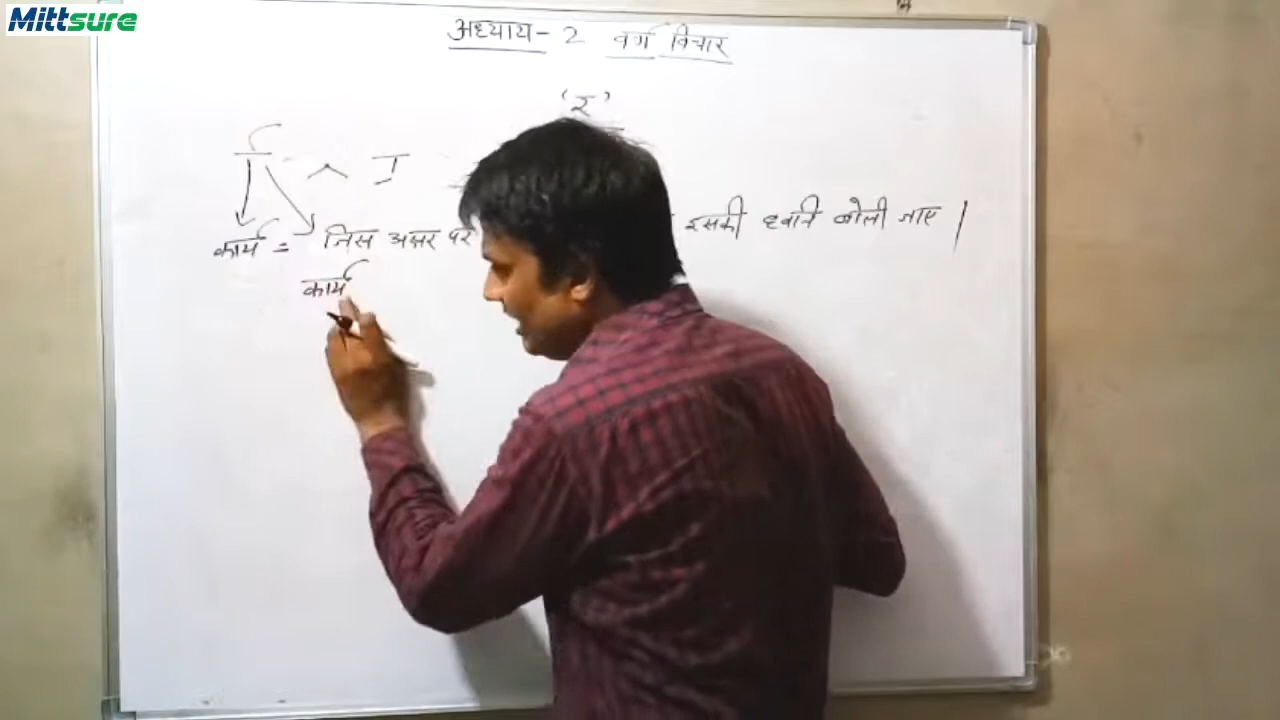 Mittsure
अध्याय- 2 वर्ण विचार
'र'
कार्य = जिस अक्षर पर इसकी ध्वनि बोली जाए |
कार्य